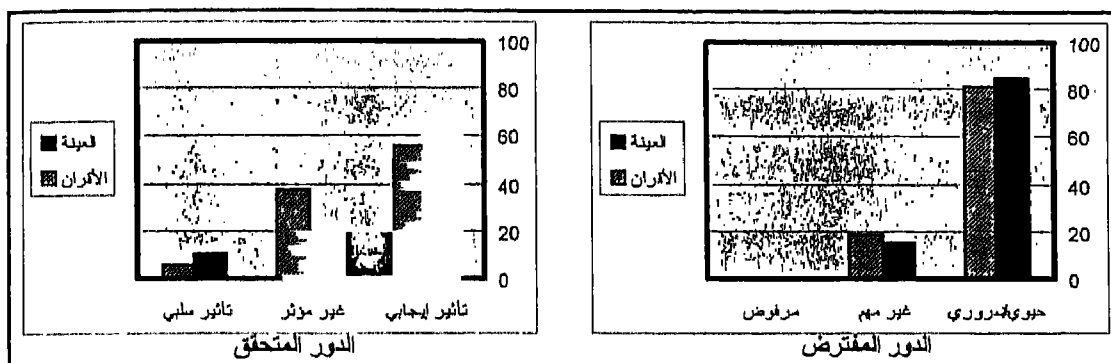 100
80
60
40
20
0
العينة
الأقران
حيوي/ضروري
غير مهم
مرفوض
الدور المفترض
100
80
60
40
20
0
العينة
الأقران
تأثير إيجابي
غير مؤثر
تأثير سلبي
الدور المتحقق